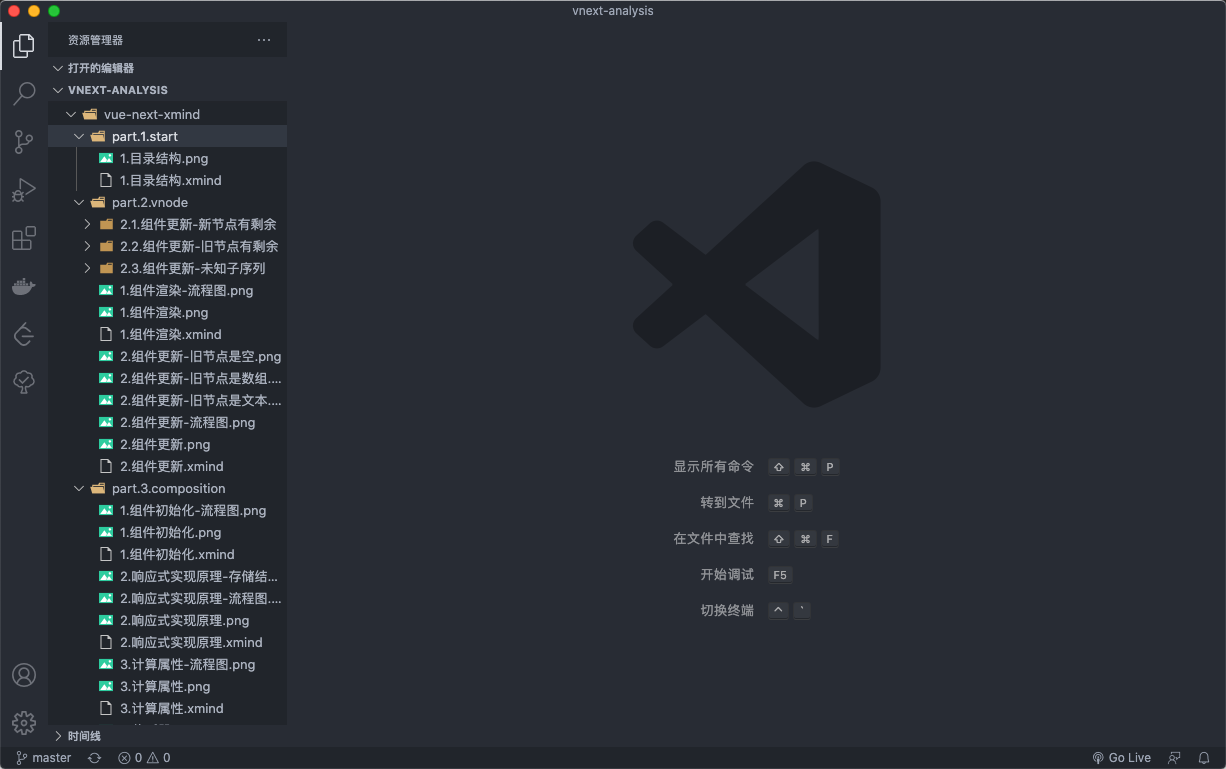 vnext-analysis
资源管理器
打开的编辑器
VNEXT-ANALYSIS
vue-next-xmind
part.1.start
1.目录结构.png
1.目录结构.xmind
part.2.vnode
2.1.组件更新-新节点有剩余
2.2.组件更新-旧节点有剩余
2.3.组件更新-未知子序列
1.组件渲染-流程图.png
1.组件渲染.png
1.组件渲染.xmind
2.组件更新-旧节点是空.png
2.组件更新-旧节点是数组....
2.组件更新-旧节点是文本....
2.组件更新-流程图.png
2.组件更新.png
2.组件更新.xmind
part.3.composition
1.组件初始化-流程图.png
1.组件初始化.png
1.组件初始化.xmind
2.响应式实现原理-存储结...
2.响应式实现原理-流程图....
2.响应式实现原理.png
2.响应式实现原理.xmind
3.计算属性-流程图.png
3.计算属性.png
3.计算属性.xmind
时间线
显示所有命令 ⇧ ⌘ P
转到文件 ⌘ P
在文件中查找 ⇧ ⌘ F
开始调试 F5
切换终端 ^ `
master 0 0 Go Live